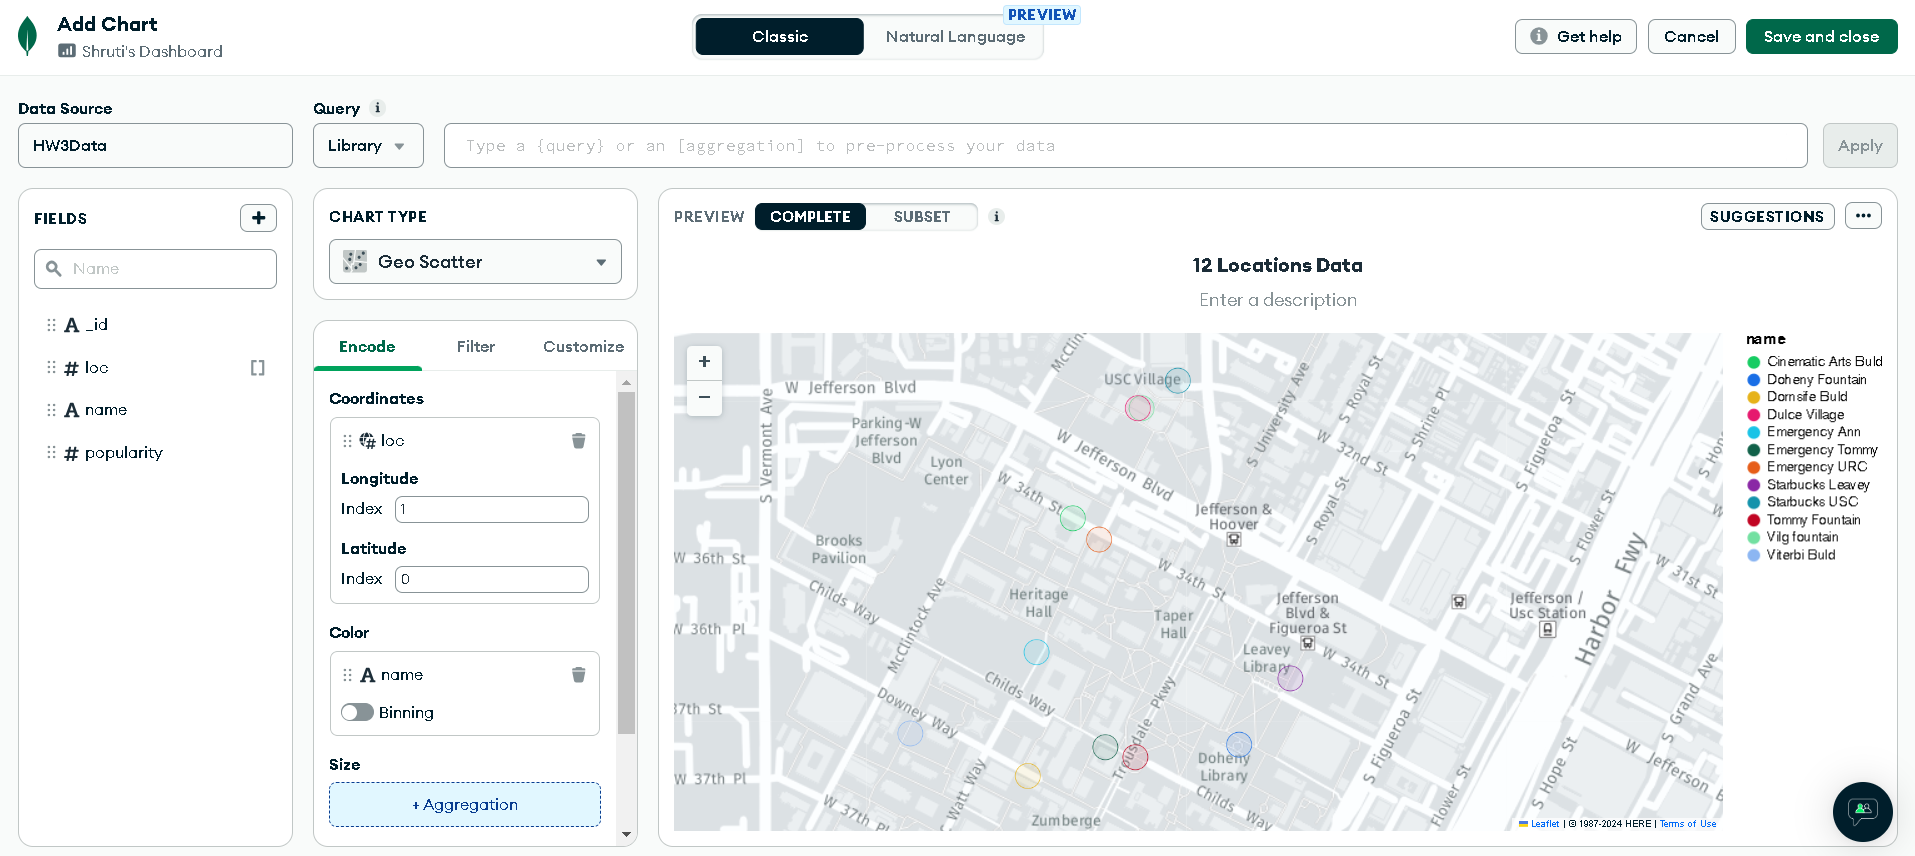 Add Chart
Shruti's Dashboard
Classic
Natural Language
PREVIEW
Get help
Cancel
Save and close
Data Source
HW3Data
Query
Library
Type a {query} or an [aggregation] to pre-process your data
Apply
FIELDS
Name
_id
loc
name
popularity
CHART TYPE
Geo Scatter
Encode
Filter
Customize
Coordinates
loc
Longitude
Index 1
Latitude
Index 0
Color
name
Binning
Size
+ Aggregation
PREVIEW
COMPLETE
SUBSET
SUGGESTIONS
12 Locations Data
Enter a description
+
−
W Jefferson Blvd
McClin
USC Village
S Vermont Ave
Parking-W
Jefferson
Blvd
Lyon
Center
W Jefferson Blvd
S University Ave
S Royal St
S Shrine Pl
W 32nd St
S Figueroa St
S Ho
W 34th St
Jefferson &
Hoover
S Royal St
S Flower St
Brooks
Pavilion
W 36th St
Childs Way
W 34th St
Heritage
Hall
Taper
Hall
Jefferson
Blvd &
Figueroa St
Jefferson /
Usc Station
Harbor Fwy
W 31st S
W 36th Pl
McClintock Ave
Leavey
Library
W 34th St
Childs Way
Downey Way
37th St
Trousdale Pkwy
S Figueroa St
S Grand Ave
Doheny
Library
W 37th Pl
Watt Way
W 37th Pl
Childs Way
Zumberge
Flower St
S Hope St
W Jefferson B
Leaflet | © 1987-2024 HERE | Terms of Use
name
Cinematic Arts Buld
Doheny Fountain
Dornsife Buld
Dulce Village
Emergency Ann
Emergency Tommy
Emergency URC
Starbucks Leavey
Starbucks USC
Tommy Fountain
Vilg fountain
Viterbi Buld